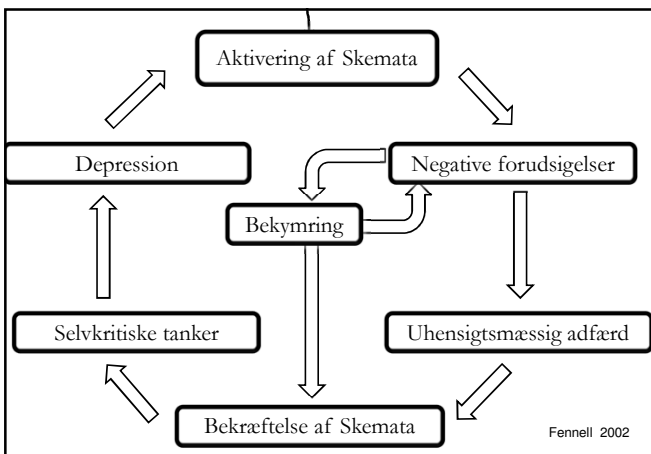 Aktivering af Skemata
Depression
Negative forudsigelser
Bekymring
Selvkritiske tanker
Uhensigtsmæssig adfærd
Bekræftelse af Skemata
Fennell 2002